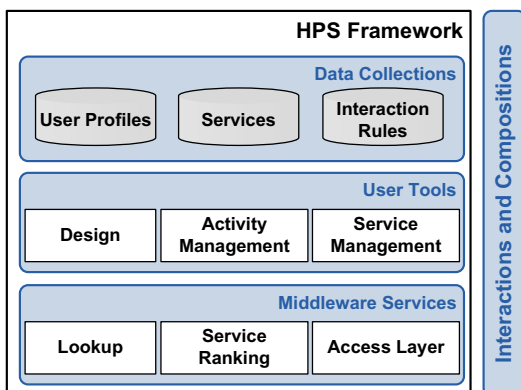 HPS Framework
Data Collections
User Profiles
Services
Interaction
Rules
User Tools
Design
Activity
Management
Service
Management
Middleware Services
Lookup
Service
Ranking
Access Layer
Interactions and Compositions